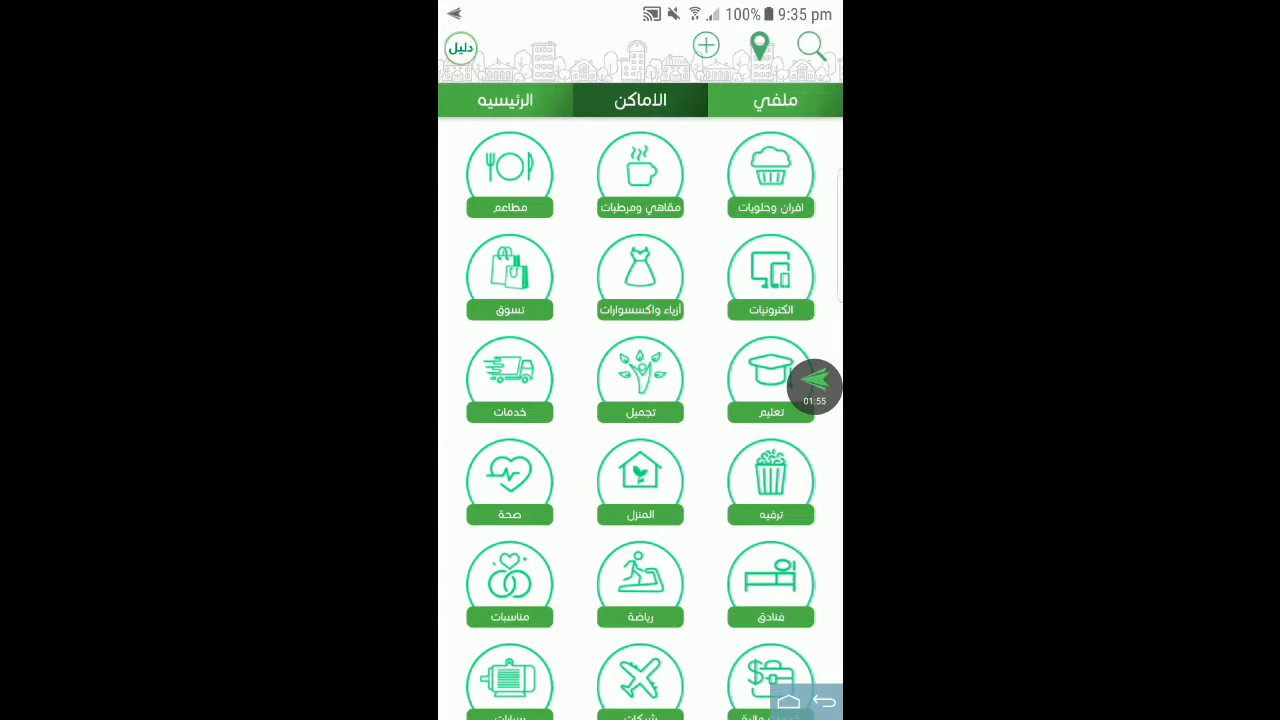 100% 9:35 pm
دليل
ملفي الاماكن الرئيسيه
افران وحلويات مقاهي ومرطبات مطاعم
الكترونيات أزياء واكسسوارات تسوق
تعليم تجميل خدمات
01:55
ترفيه المنزل صحة
فنادق رياضة مناسبات